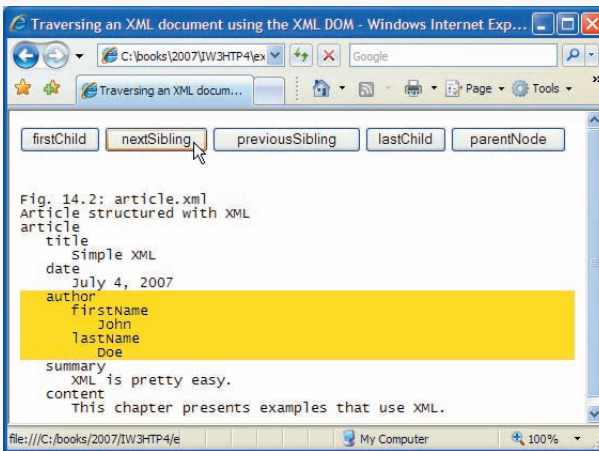 Traversing an XML document using the XML DOM - Windows Internet Exp...
C:\books\2007\IW3HTP4\ex
Google
Traversing an XML docum...
Page
Tools
»
firstChild nextSibling previousSibling lastChild parentNode
Fig. 14.2: article.xml
Article structured with XML
article
title
Simple XML
date
July 4, 2007
author
firstName
John
lastName
Doe
summary
XML is pretty easy.
content
This chapter presents examples that use XML.
file:///C:/books/2007/IW3HTP4/e My Computer 100%